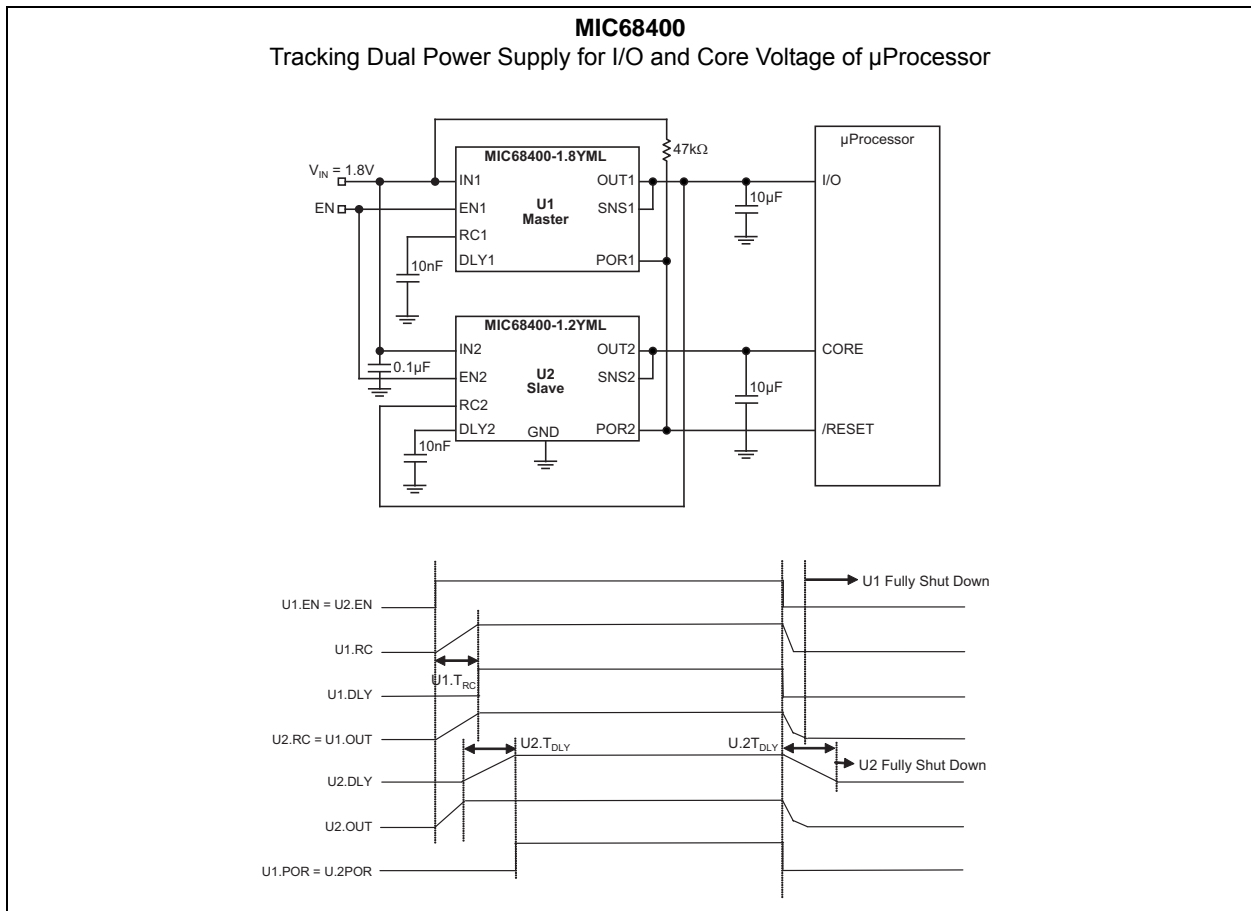 MIC68400
Tracking Dual Power Supply for I/O and Core Voltage of µProcessor
MIC68400-1.8YML
VIN = 1.8V
EN
IN1
EN1
RC1
DLY1
U1
Master
OUT1
SNS1
POR1
47kΩ
10nF
10µF
µProcessor
I/O
CORE
/RESET
MIC68400-1.2YML
IN2
EN2
RC2
DLY2
U2
Slave
GND
OUT2
SNS2
POR2
0.1µF
10nF
10µF
U1.EN = U2.EN
U1 Fully Shut Down
U1.RC
U1.TRC
U1.DLY
U2.RC = U1.OUT
U2.TDLY
U.2TDLY
U2.DLY
U2 Fully Shut Down
U2.OUT
U1.POR = U.2POR